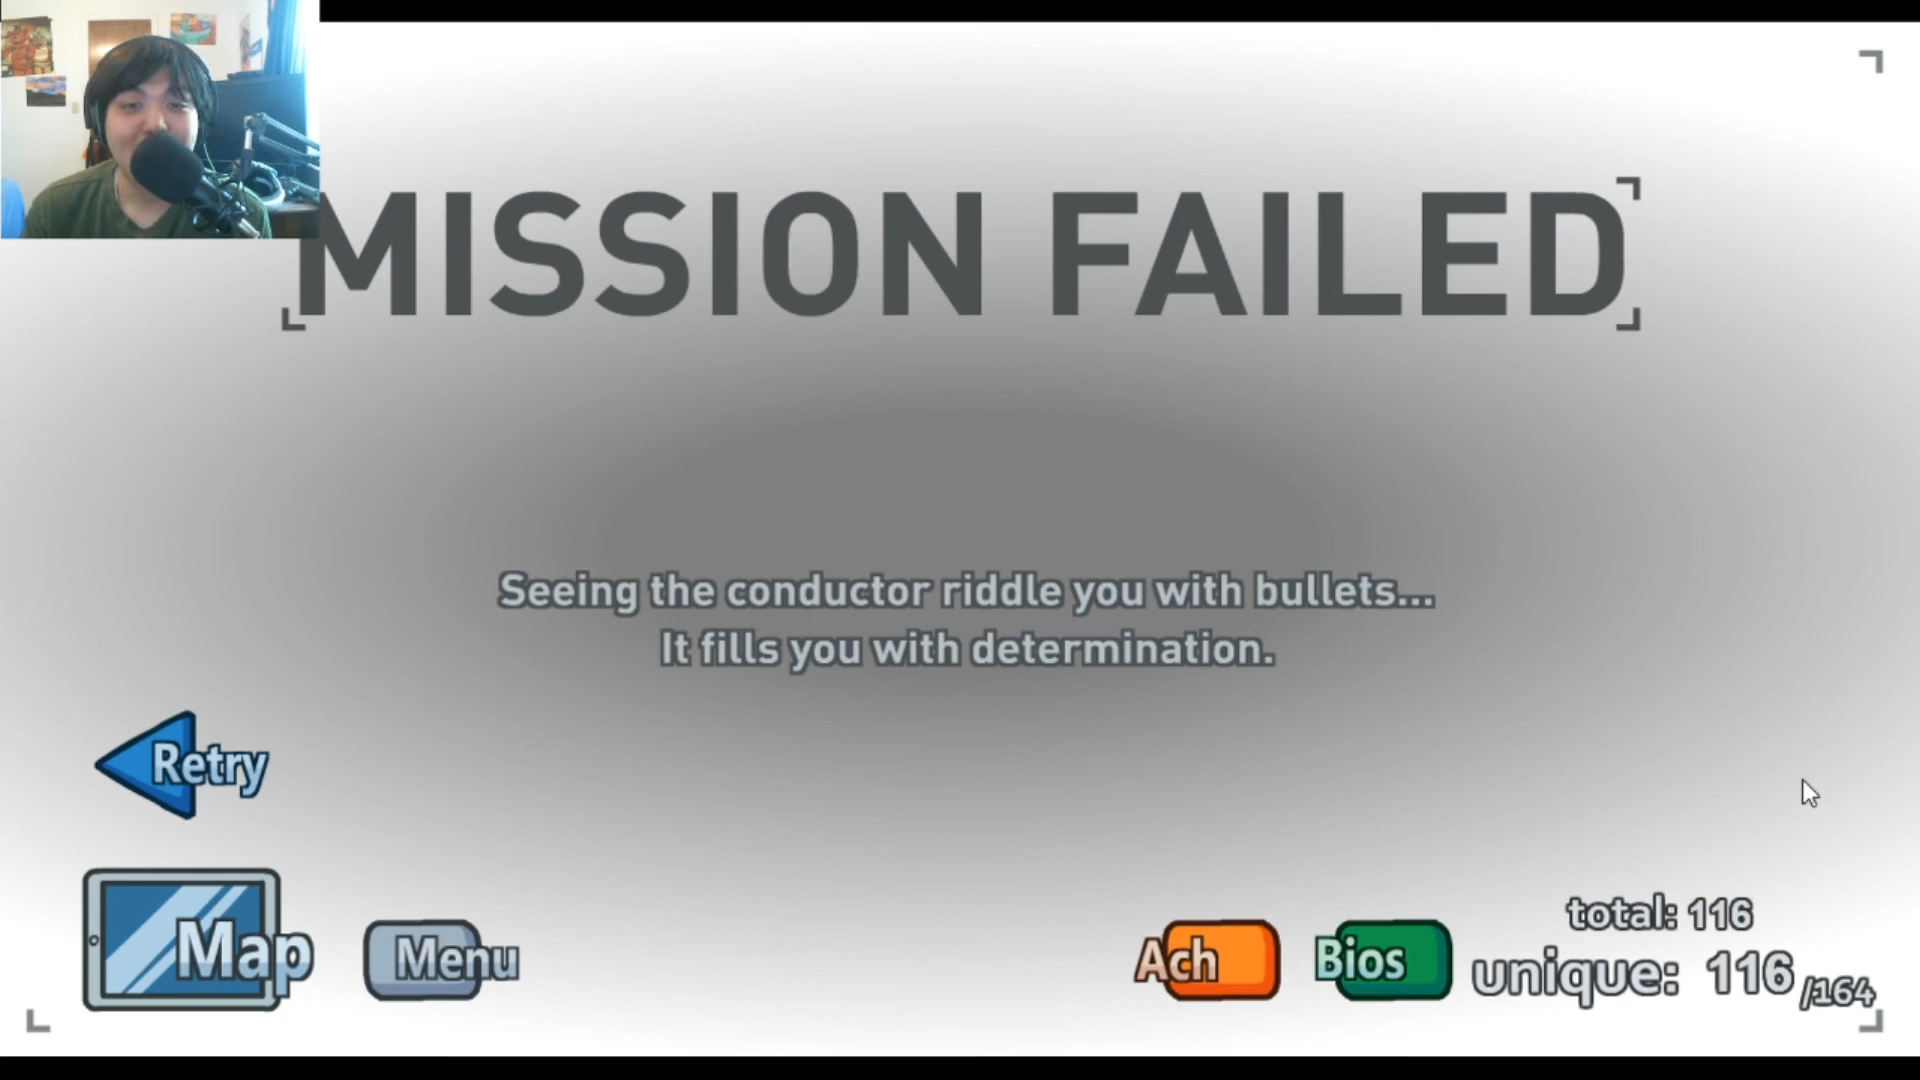 MISSION FAILED
Seeing the conductor riddle you with bullets...
It fills you with determination.
Retry
Map
Menu
Ach
Bios
total: 116
unique: 116 /164